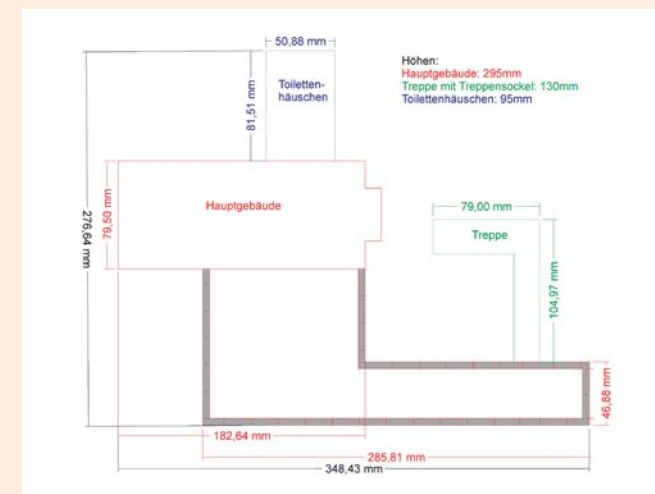 50,88 mm
Höhen:
Hauptgebäude: 295mm
Treppe mit Treppensockel: 130mm
Toilettenhäuschen: 95mm
Toiletten-
häuschen
81,51 mm
Hauptgebäude
79,50 mm
276,64 mm
79,00 mm
Treppe
104,97 mm
46,88 mm
182,64 mm
285,81 mm
348,43 mm